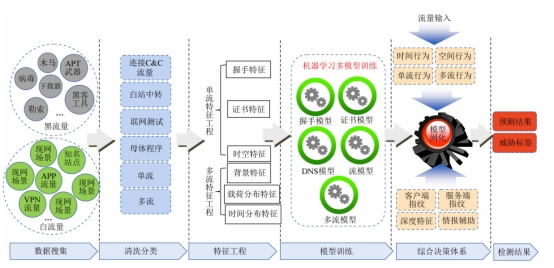 木马
APT
武器
病毒
下载器
黑客
工具
勒索
...
黑流量
现网
场景
知名
站点
现网
场景
APP
流量
现网
场景
VPN
流量
现网
场景
...
白流量
数据搜集
连接C&C
流量
白站中转
联网测试
母体程序
单流
多流
清洗分类
单流特征工程
握手特征
证书特征
多流特征工程
时空特征
背景特征
载荷分布特征
时间分布特征
特征工程
机器学习多模型训练
握手模型
证书模型
DNS模型
流模型
多流模型
模型训练
流量输入
时间行为
空间行为
单流行为
多流行为
模型
固化
客户端
指纹
服务端
指纹
深度特征
情报辅助
综合决策体系
预测结果
威胁标签
检测结果